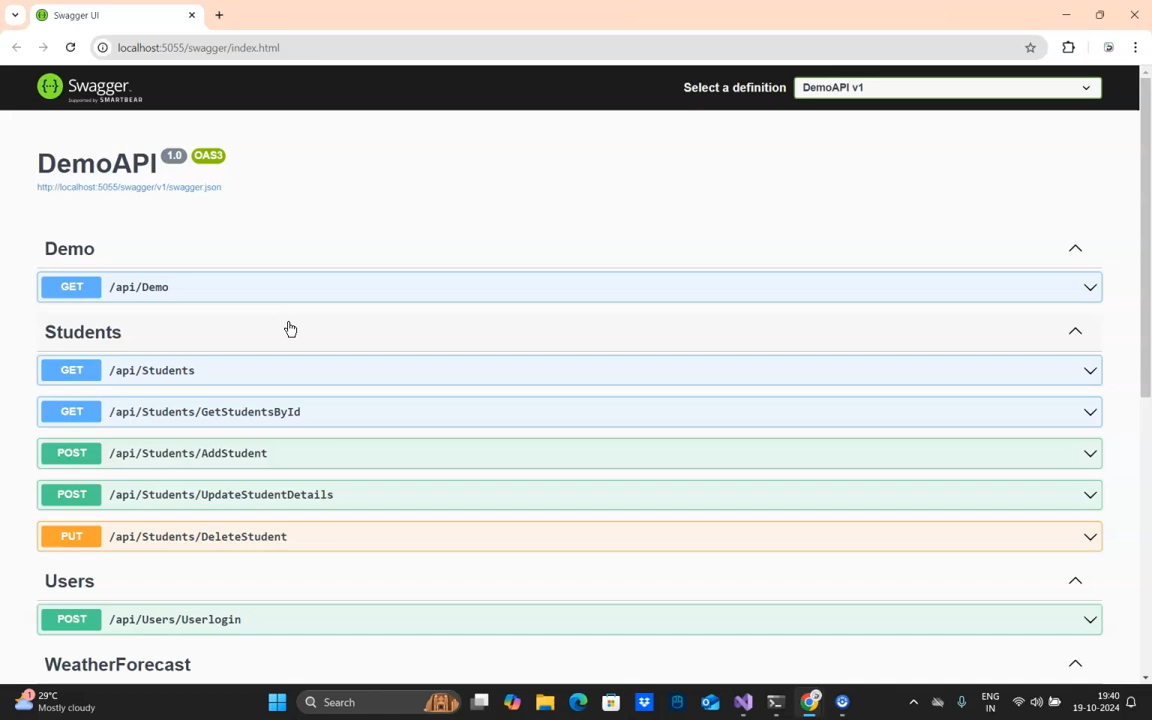 Swagger UI
localhost:5055/swagger/index.html
Swagger.
Supported by SMARTBEAR
Select a definition
DemoAPI v1
DemoAPI 1.0 OAS3
http://localhost:5055/swagger/v1/swagger.json
Demo
GET /api/Demo
Students
GET /api/Students
GET /api/Students/GetStudentsById
POST /api/Students/AddStudent
POST /api/Students/UpdateStudentDetails
PUT /api/Students/DeleteStudent
Users
POST /api/Users/Userlogin
WeatherForecast
1
29°C
Mostly cloudy
Search
ENG
IN
19:40
19-10-2024